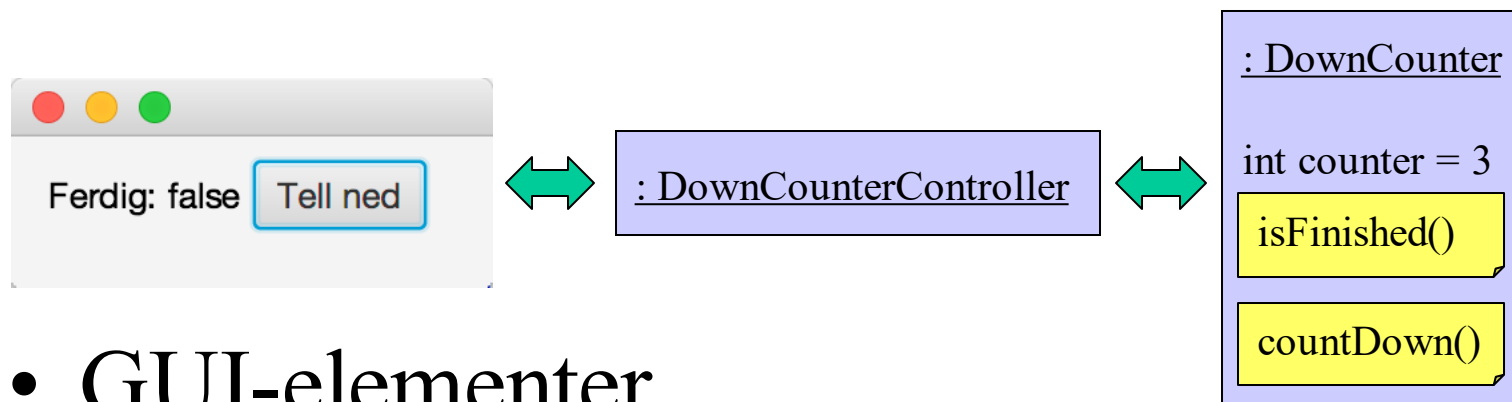 Ferdig: false
Tell ned
: DownCounterController
: DownCounter
int counter = 3
isFinished()
countDown()
• GUI-elementer